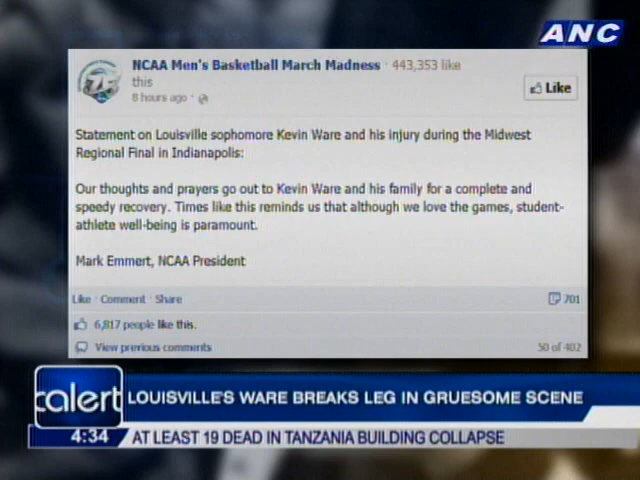 ANC
NCAA Men's Basketball March Madness · 443,353 like
this
8 hours ago ·
Like
Statement on Louisville sophomore Kevin Ware and his injury during the Midwest
Regional Final in Indianapolis:
Our thoughts and prayers go out to Kevin Ware and his family for a complete and
speedy recovery. Times like this reminds us that although we love the games, student-
athlete well-being is paramount.
Mark Emmert, NCAA President
Like · Comment · Share
701
6,817 people like this.
View previous comments
50 of 402
alert
LOUISVILLE'S WARE BREAKS LEG IN GRUESOME SCENE
4:34
AT LEAST 19 DEAD IN TANZANIA BUILDING COLLAPSE